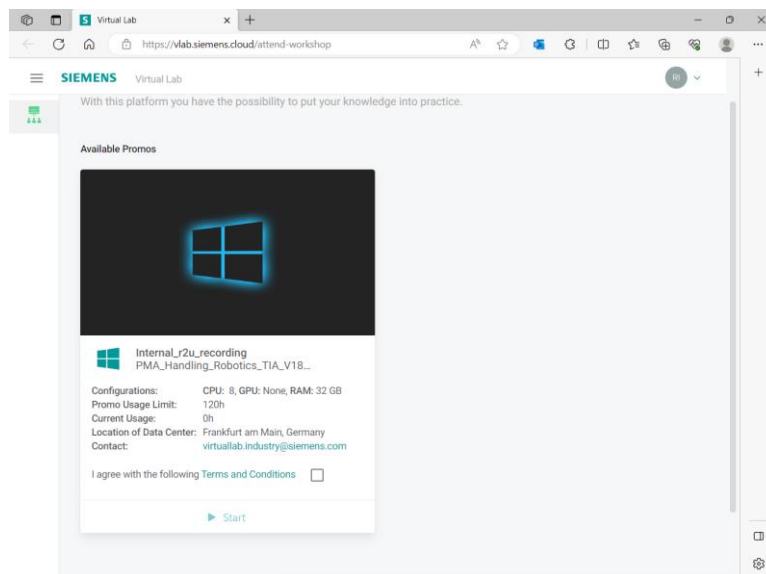 Virtual Lab
https://vlab.siemens.cloud/attend-workshop
SIEMENS Virtual Lab
RI
With this platform you have the possibility to put your knowledge into practice.
Available Promos
Internal_r2u_recording
PMA_Handling_Robotics_TIA_V18...
Configurations: CPU: 8, GPU: None, RAM: 32 GB
Promo Usage Limit: 120h
Current Usage: 0h
Location of Data Center: Frankfurt am Main, Germany
Contact: virtuallab.industry@siemens.com
I agree with the following Terms and Conditions
Start